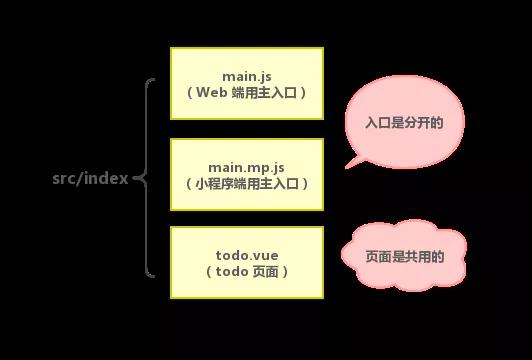 main.js
（Web 端用主入口）
入口是分开的
main.mp.js
（小程序端用主入口）
src/index
todo.vue
（todo 页面）
页面是共用的